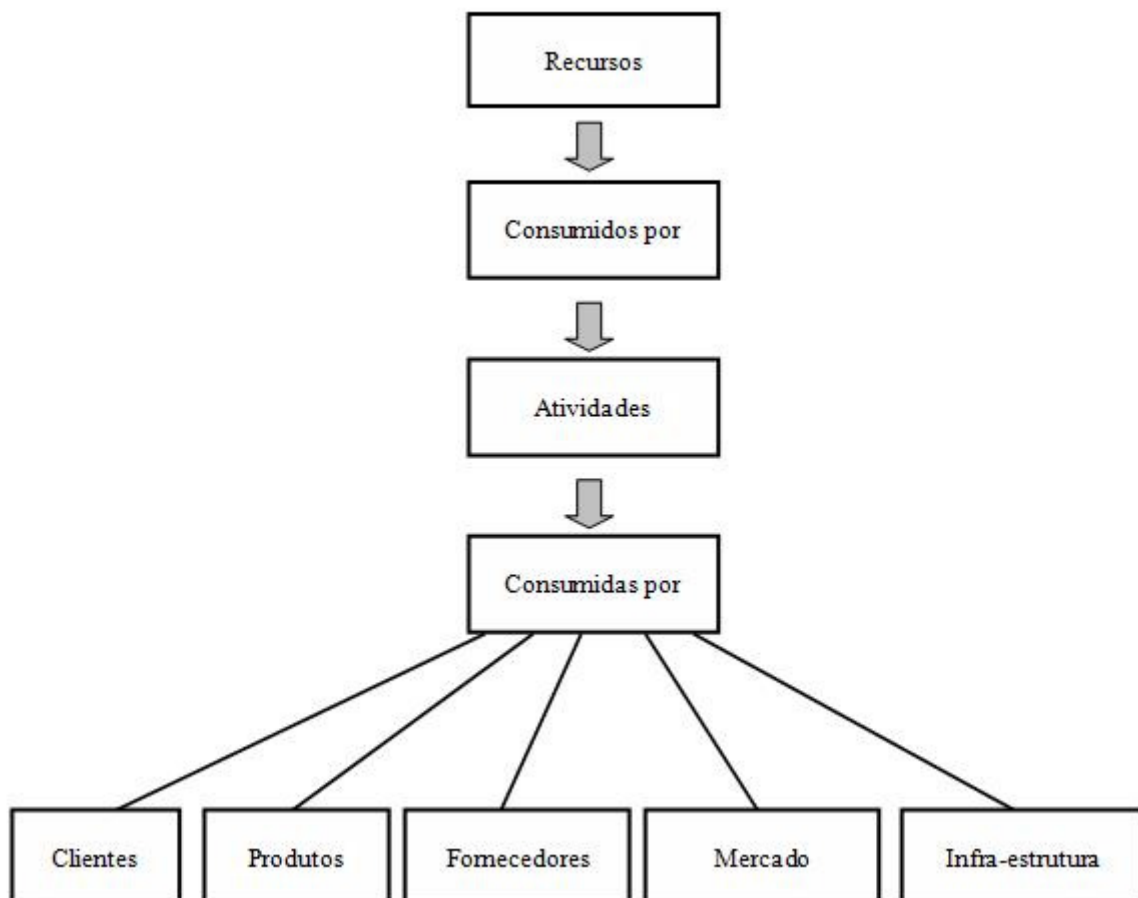 Recursos
Consumidos por
Atividades
Consumidas por
Clientes
Produtos
Fornecedores
Mercado
Infra-estrutura